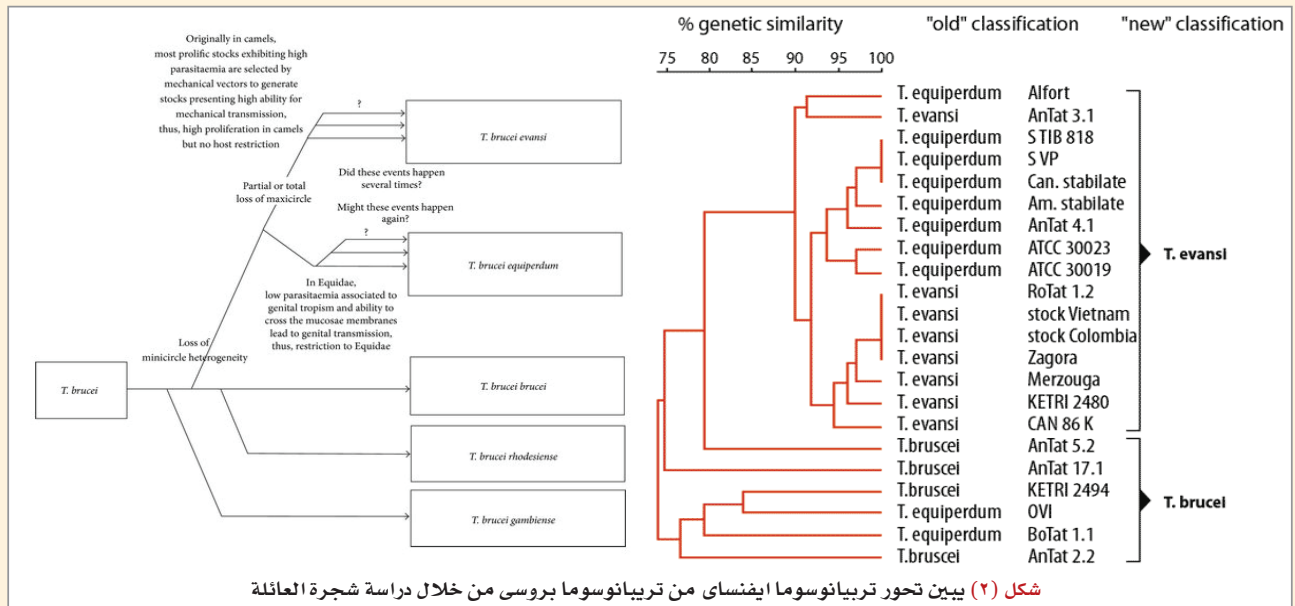 Originally in camels,
most prolific stocks exhibiting high
parasitaemia are selected by
mechanical vectors to generate
stocks presenting high ability for
mechanical transmission,
thus, high proliferation in camels
but no host restriction
?
T. brucei evansi
Did these events happen
several times?
Partial or total
loss of maxicircle
Might these events happen
again?
?
T. brucei equiperdum
In Equidae,
low parasitaemia associated to
genital tropism and ability to
cross the mucosae membranes
lead to genital transmission,
thus, restriction to Equidae
Loss of
minicircle heterogeneity
T. brucei
T. brucei brucei
T. brucei rhodesiense
T. brucei gambiense
% genetic similarity "old" classification "new" classification
75 80 85 90 95 100
T. equiperdum Alfort
T. evansi AnTat 3.1
T. equiperdum STIB 818
T. equiperdum SVP
T. equiperdum Can. stabilate
T. equiperdum Am. stabilate
T. equiperdum AnTat 4.1
T. equiperdum ATCC 30023
T. equiperdum ATCC 30019
T. evansi RoTat 1.2
T. evansi stock Vietnam
T. evansi stock Colombia
T. evansi Zagora
T. evansi Merzouga
T. evansi KETRI 2480
T. evansi CAN 86 K
T. evansi
T.bruscei AnTat 5.2
T.bruscei AnTat 17.1
T.bruscei KETRI 2494
T. equiperdum OVI
T. equiperdum BoTat 1.1
T.bruscei AnTat 2.2
T. brucei
شكل (٢) يبين تحور تربيانوسوما ايفنساى من تريبانوسوما بروسى من خلال دراسة شجرة العائلة